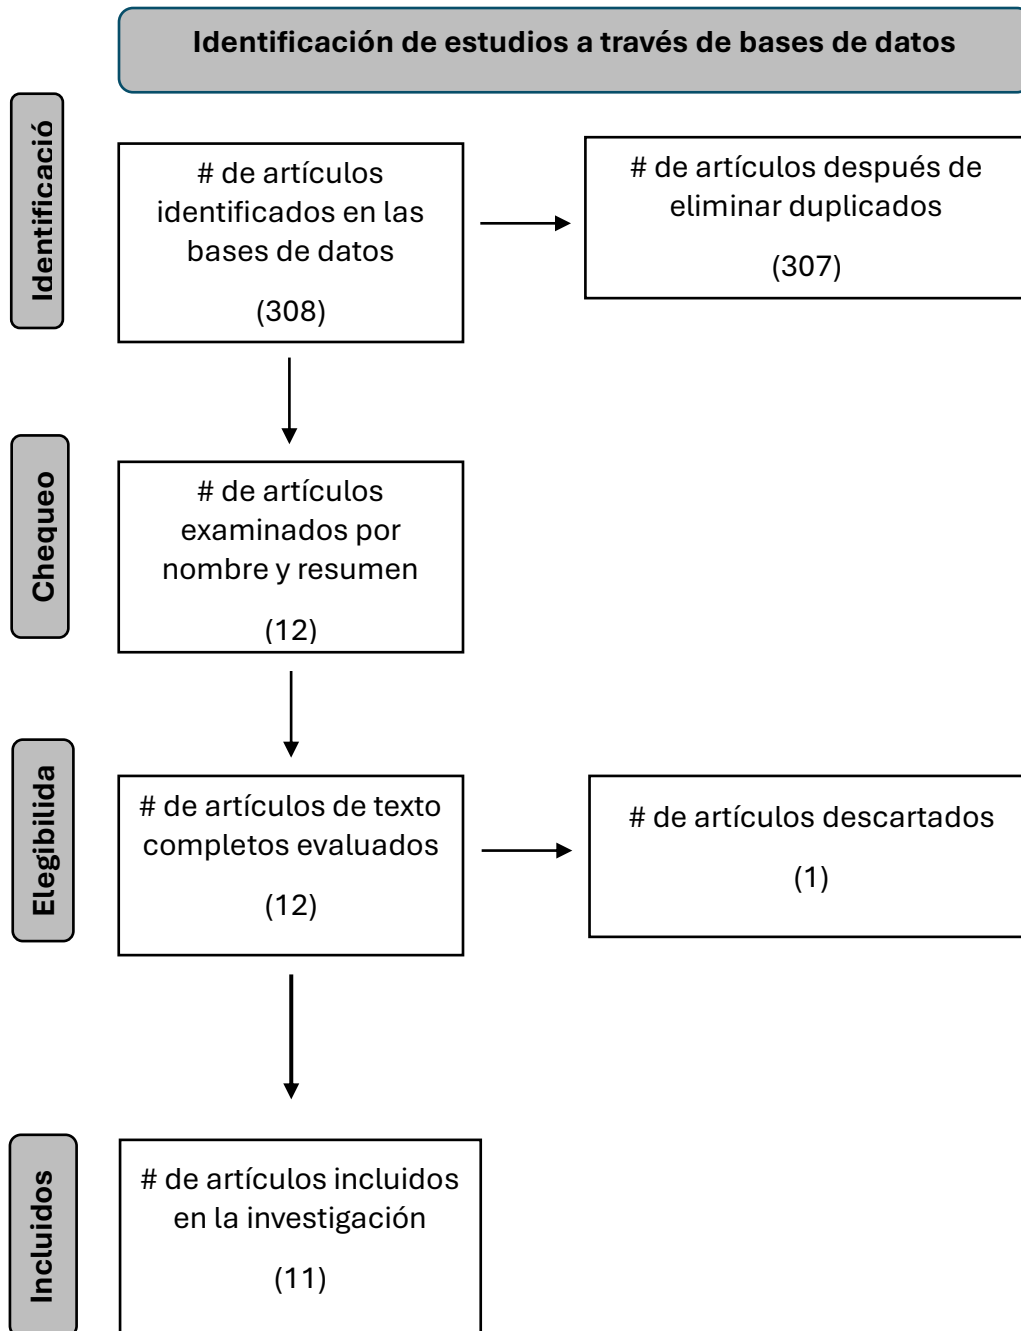 Identificación de estudios a través de bases de datos
Identificació
# de artículos
identificados en las
bases de datos
(308)
# de artículos después de
eliminar duplicados
(307)
Chequeo
# de artículos
examinados por
nombre y resumen
(12)
Elegibilida
# de artículos de texto
completos evaluados
(12)
# de artículos descartados
(1)
Incluidos
# de artículos incluidos
en la investigación
(11)